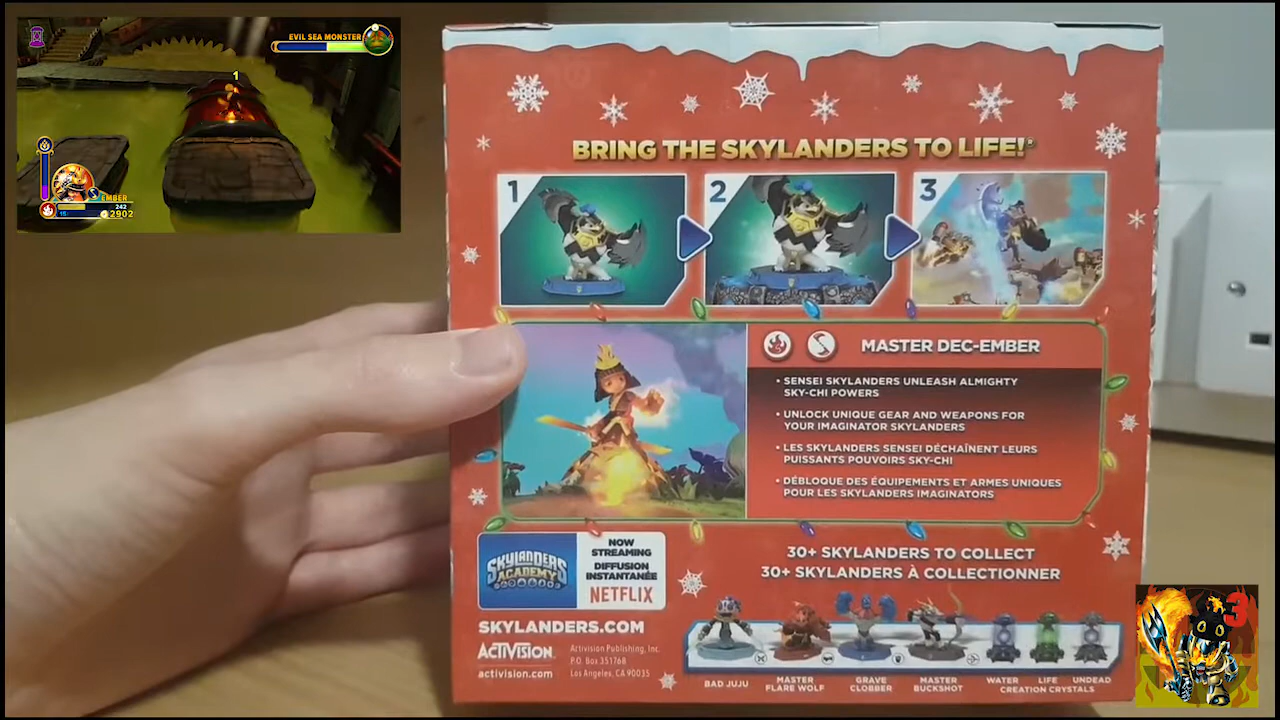 EVIL SEA MONSTER
1
EMBER
242
15
2902
BRING THE SKYLANDERS TO LIFE!
1
2
3
MASTER DEC-EMBER
• SENSEI SKYLANDERS UNLEASH ALMIGHTY
SKY-CHI POWERS
• UNLOCK UNIQUE GEAR AND WEAPONS FOR
YOUR IMAGINATOR SKYLANDERS
• LES SKYLANDERS SENSEI DÉCHAÎNENT LEURS
PUISSANTS POUVOIRS SKY-CHI
• DÉBLOQUE DES ÉQUIPEMENTS ET ARMES UNIQUES
POUR LES SKYLANDERS IMAGINATORS
SKYLANDERS
ACADEMY
NOW
STREAMING
DIFFUSION
INSTANTANÉE
NETFLIX
30+ SKYLANDERS TO COLLECT
30+ SKYLANDERS À COLLECTIONNER
SKYLANDERS.COM
ACTIVISION
activision.com
Activision Publishing, Inc.
P.O. Box 351768
Los Angeles, CA 90035
BAD JUJU
MASTER
FLARE WOLF
GRAVE
CLOBBER
MASTER
BUCKSHOT
WATER LIFE UNDEAD
CREATION CRYSTALS
3